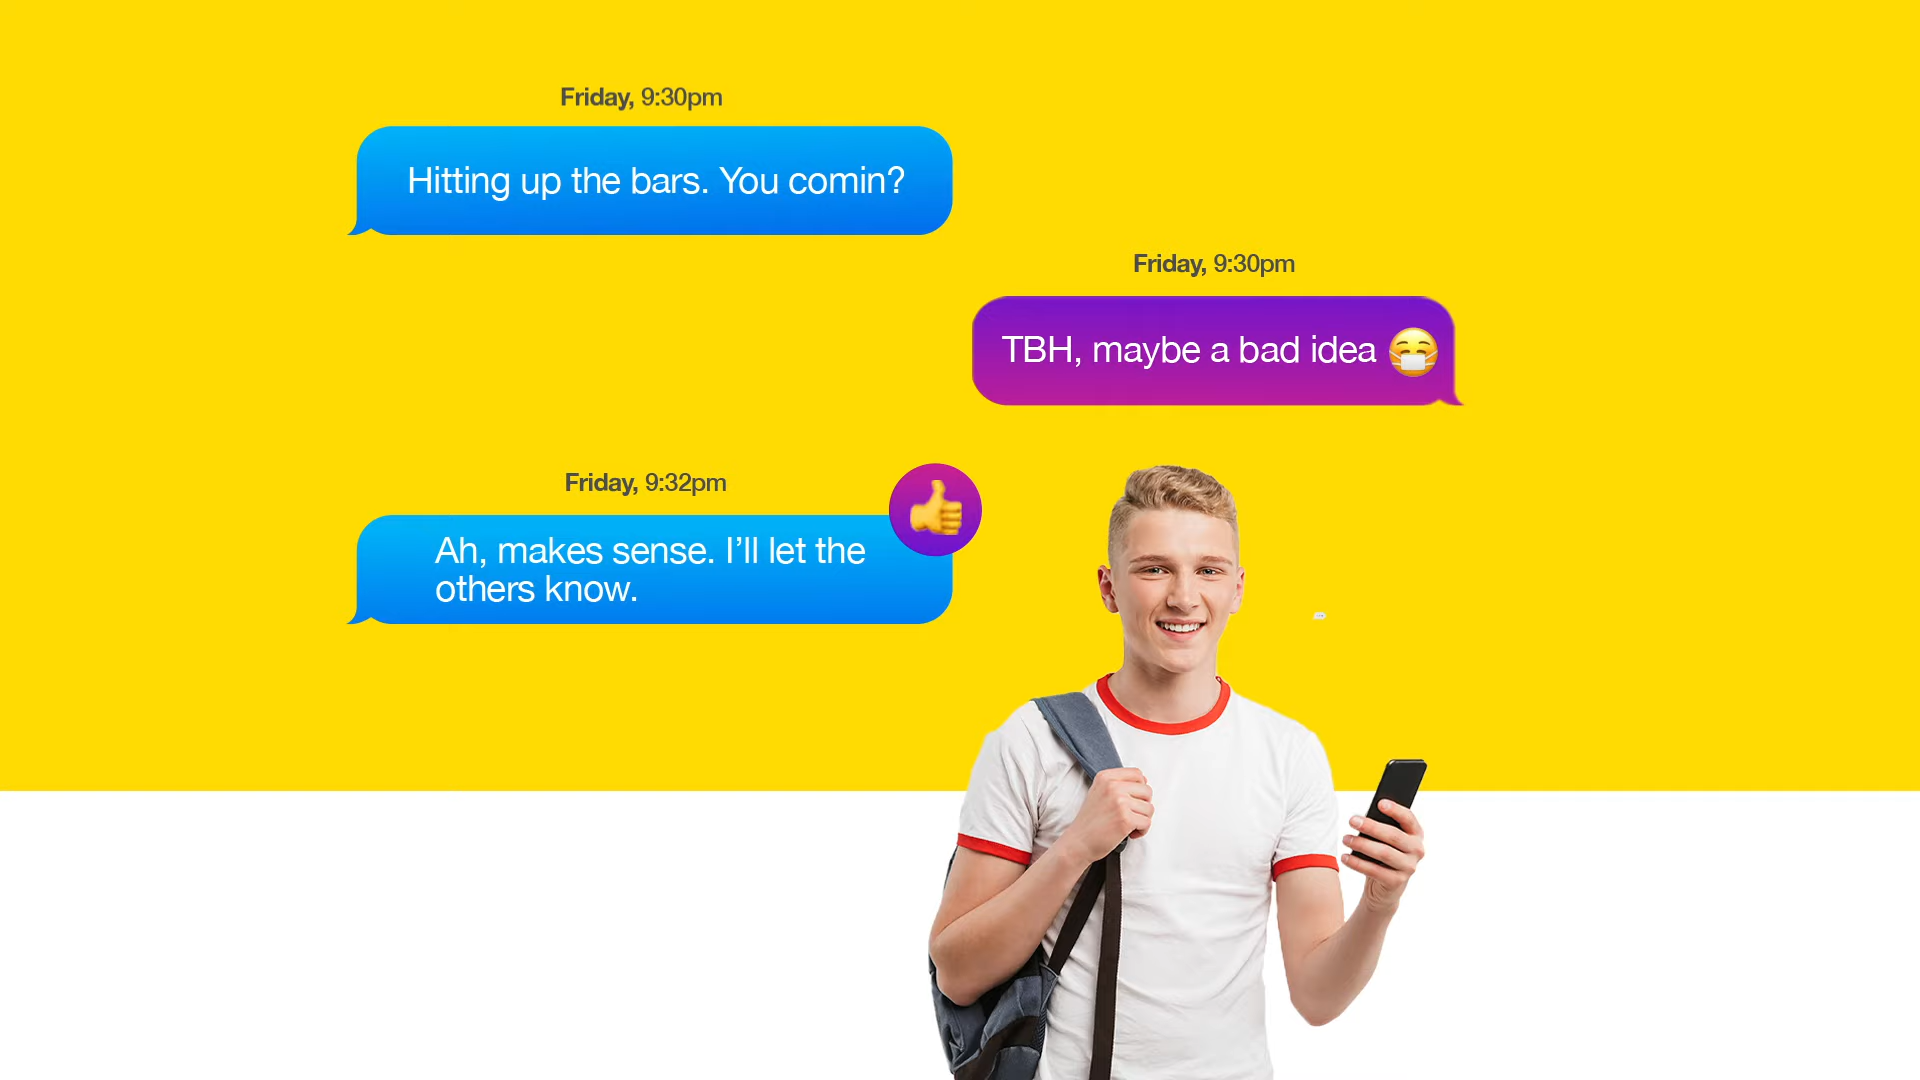 Friday, 9:30pm
Hitting up the bars. You comin?
Friday, 9:30pm
TBH, maybe a bad idea 😷
Friday, 9:32pm
Ah, makes sense. I’ll let the
others know.